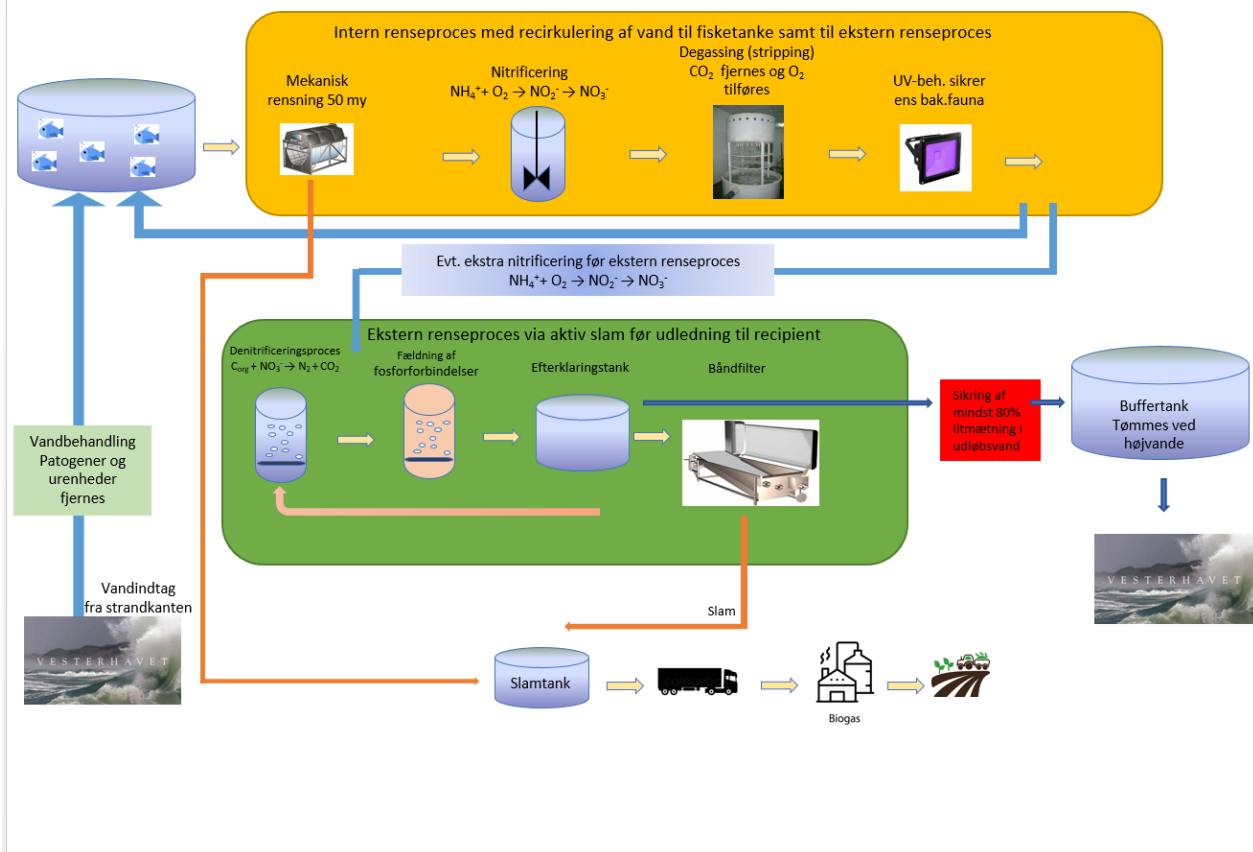 Intern renseproces med recirkulering af vand til fisketanke samt til ekstern renseproces
Mekanisk
rensning 50 my
Nitrificering
NH₄⁺+ O₂ → NO₂⁻ → NO₃⁻
Degassing (stripping)
CO₂ fjernes og O₂
tilføres
UV-beh. sikrer
ens bak.fauna
Evt. ekstra nitrificering før ekstern renseproces
NH₄⁺+ O₂ → NO₂⁻ → NO₃⁻
Ekstern renseproces via aktiv slam før udledning til recipient
Denitrificeringsproces
C_org + NO₃⁻ → N₂ + CO₂
Fældning af
fosforforbindelser
Efterklaringstank
Båndfilter
Sikring af
mindst 80%
iltmætning i
udløbsvand
Buffertank
Tømmes ved
højvande
Vandbehandling
Patogener og
urenheder
fjernes
Vandindtag
fra strandkanten
VESTERHAVET
VESTERHAVET
Slam
Slamtank
Biogas